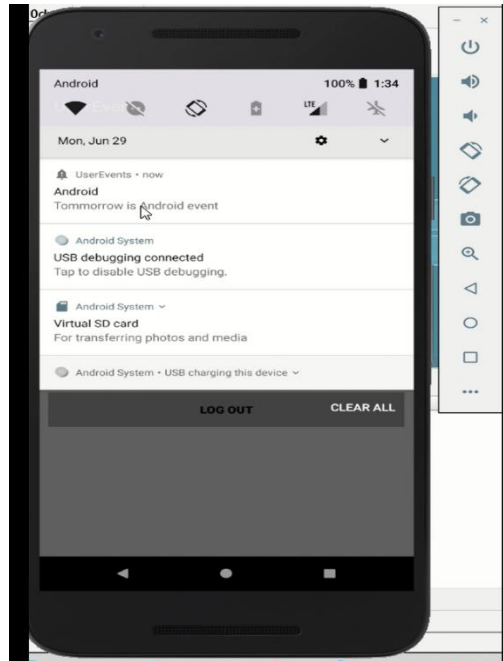 Android 100% 1:34
LTE
Mon, Jun 29
UserEvents • now
Android
Tommorrow is Android event
Android System
USB debugging connected
Tap to disable USB debugging.
Android System
Virtual SD card
For transferring photos and media
Android System • USB charging this device
LOG OUT CLEAR ALL